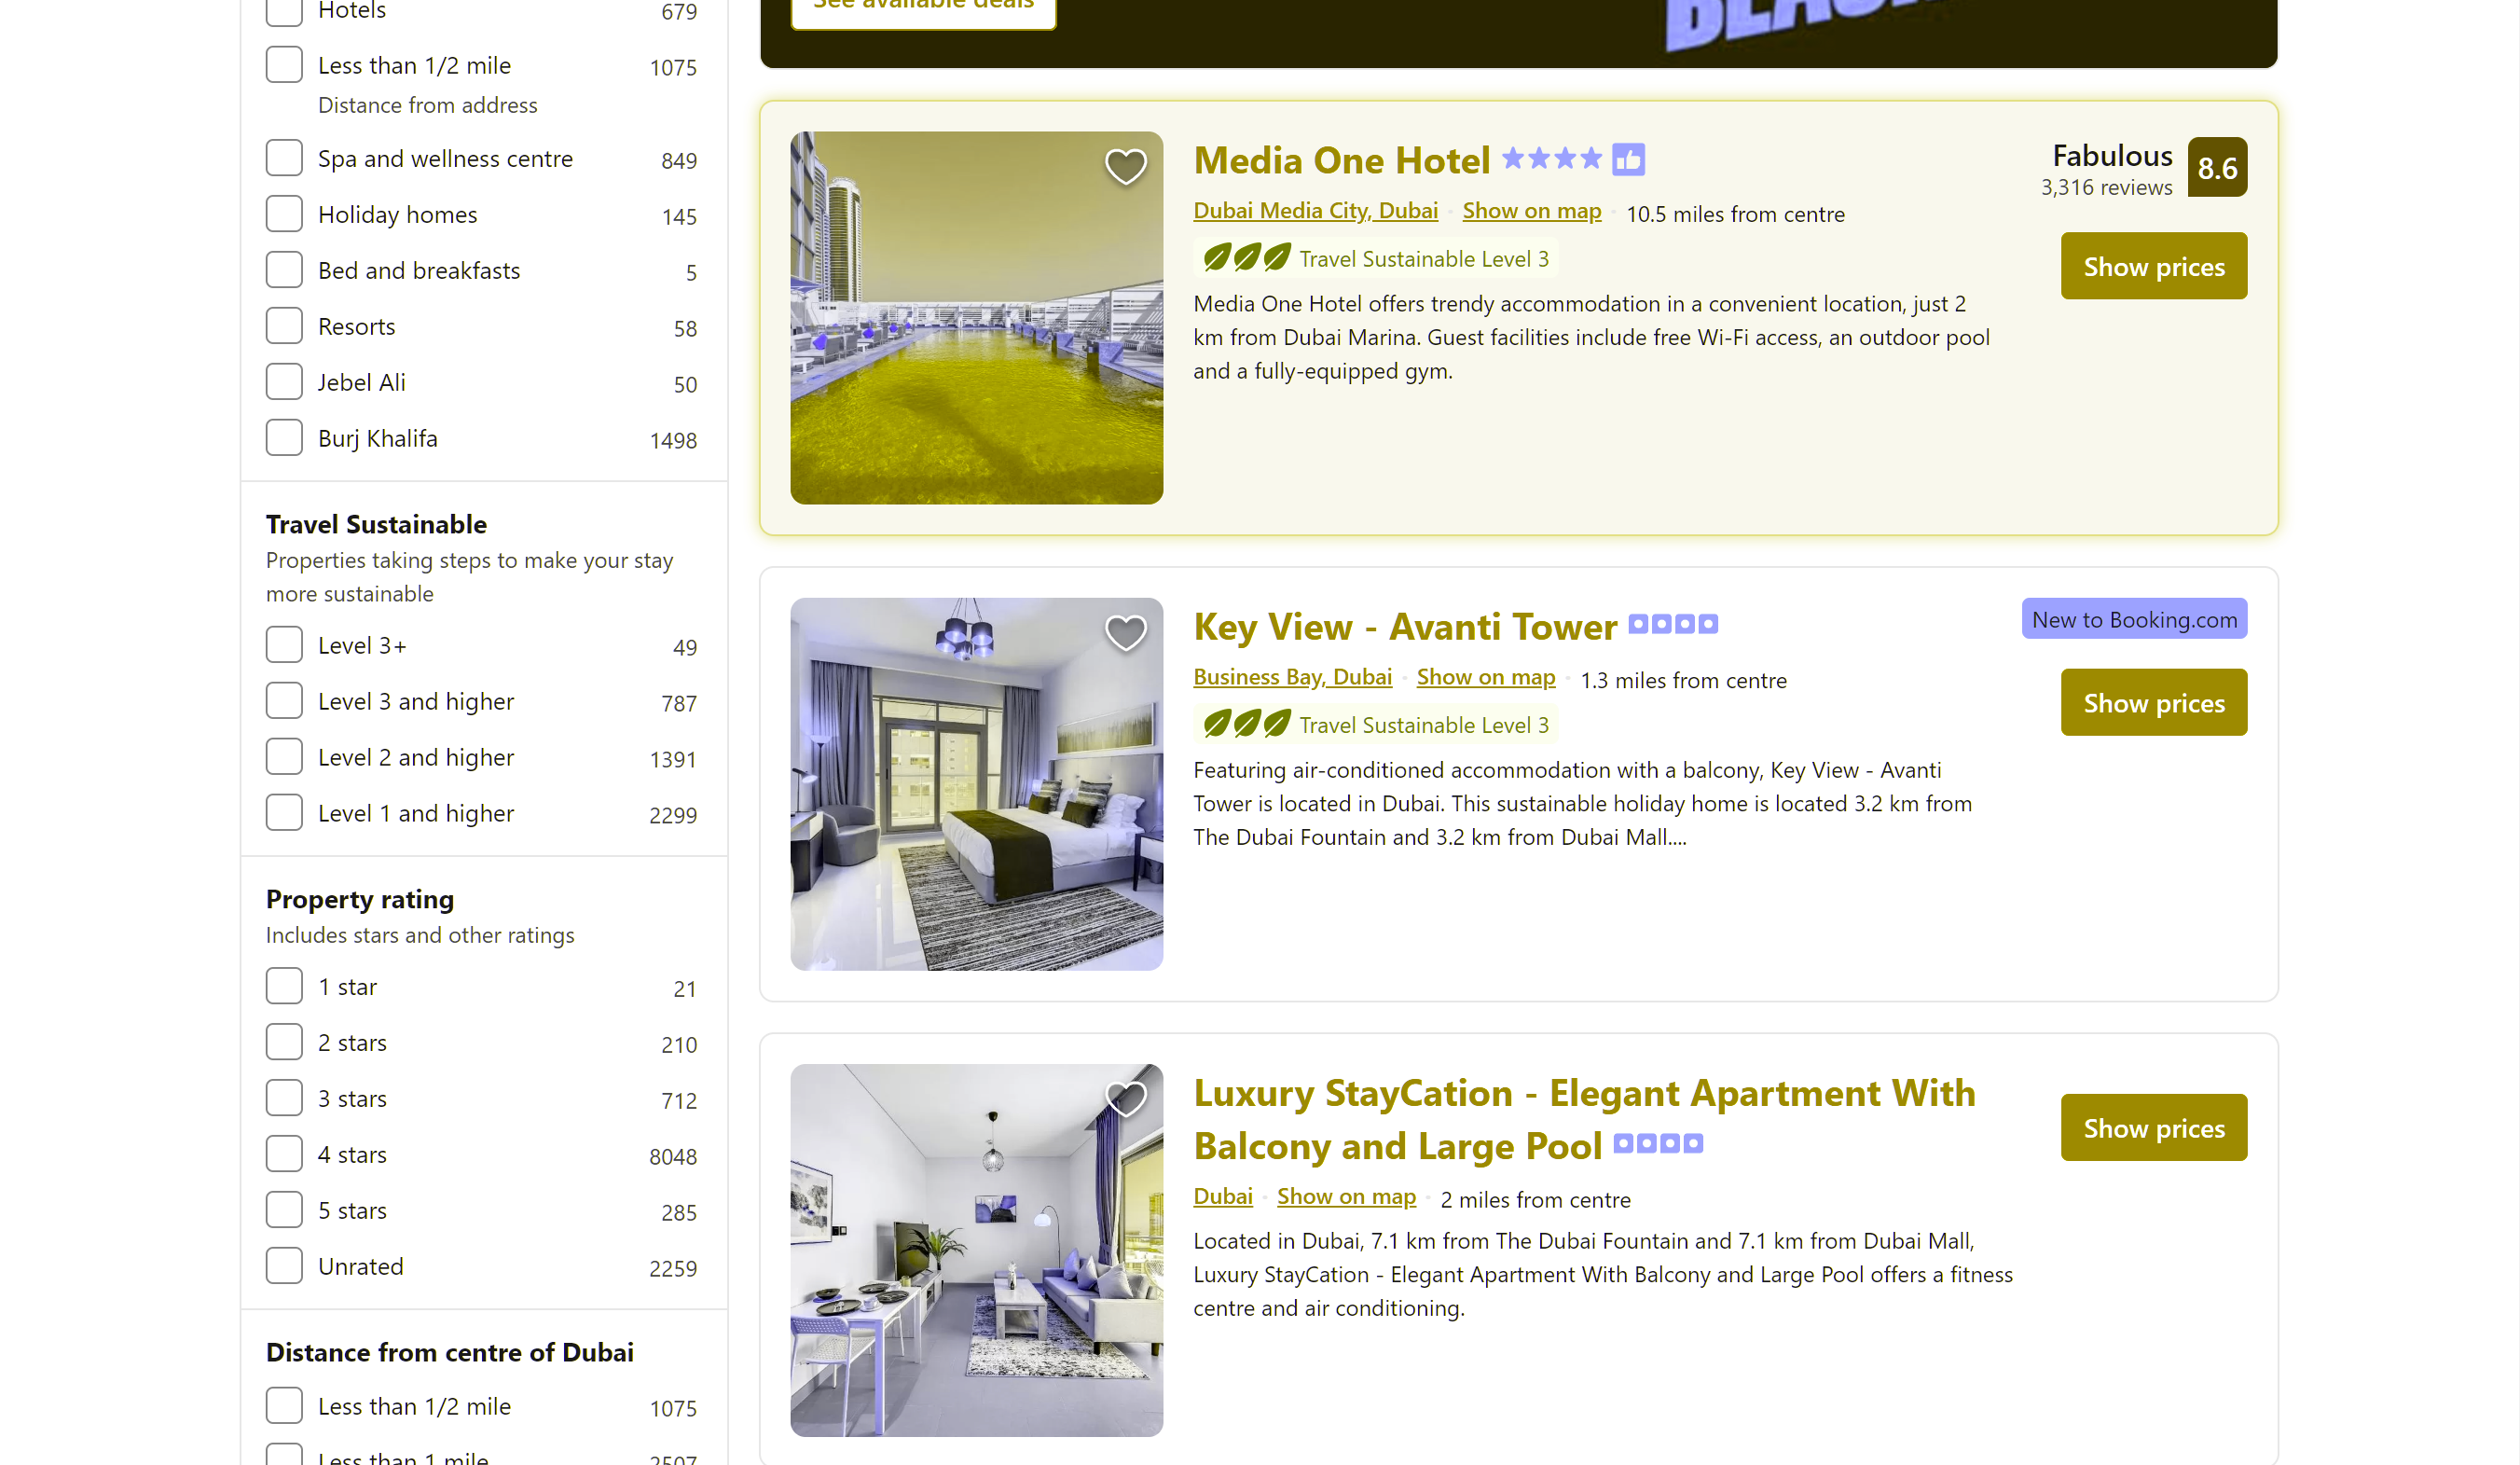 Hotels 679
Less than 1/2 mile 1075
Distance from address
Spa and wellness centre 849
Holiday homes 145
Bed and breakfasts 5
Resorts 58
Jebel Ali 50
Burj Khalifa 1498
Travel Sustainable
Properties taking steps to make your stay
more sustainable
Level 3+ 49
Level 3 and higher 787
Level 2 and higher 1391
Level 1 and higher 2299
Property rating
Includes stars and other ratings
1 star 21
2 stars 210
3 stars 712
4 stars 8048
5 stars 285
Unrated 2259
Distance from centre of Dubai
Less than 1/2 mile 1075
Less than 1 mile 2507
See available deals
Media One Hotel
Fabulous 8.6
3,316 reviews
Dubai Media City, Dubai Show on map 10.5 miles from centre
Travel Sustainable Level 3
Show prices
Media One Hotel offers trendy accommodation in a convenient location, just 2
km from Dubai Marina. Guest facilities include free Wi-Fi access, an outdoor pool
and a fully-equipped gym.
Key View - Avanti Tower
New to Booking.com
Business Bay, Dubai Show on map 1.3 miles from centre
Show prices
Travel Sustainable Level 3
Featuring air-conditioned accommodation with a balcony, Key View - Avanti
Tower is located in Dubai. This sustainable holiday home is located 3.2 km from
The Dubai Fountain and 3.2 km from Dubai Mall....
Luxury StayCation - Elegant Apartment With
Balcony and Large Pool
Show prices
Dubai Show on map 2 miles from centre
Located in Dubai, 7.1 km from The Dubai Fountain and 7.1 km from Dubai Mall,
Luxury StayCation - Elegant Apartment With Balcony and Large Pool offers a fitness
centre and air conditioning.